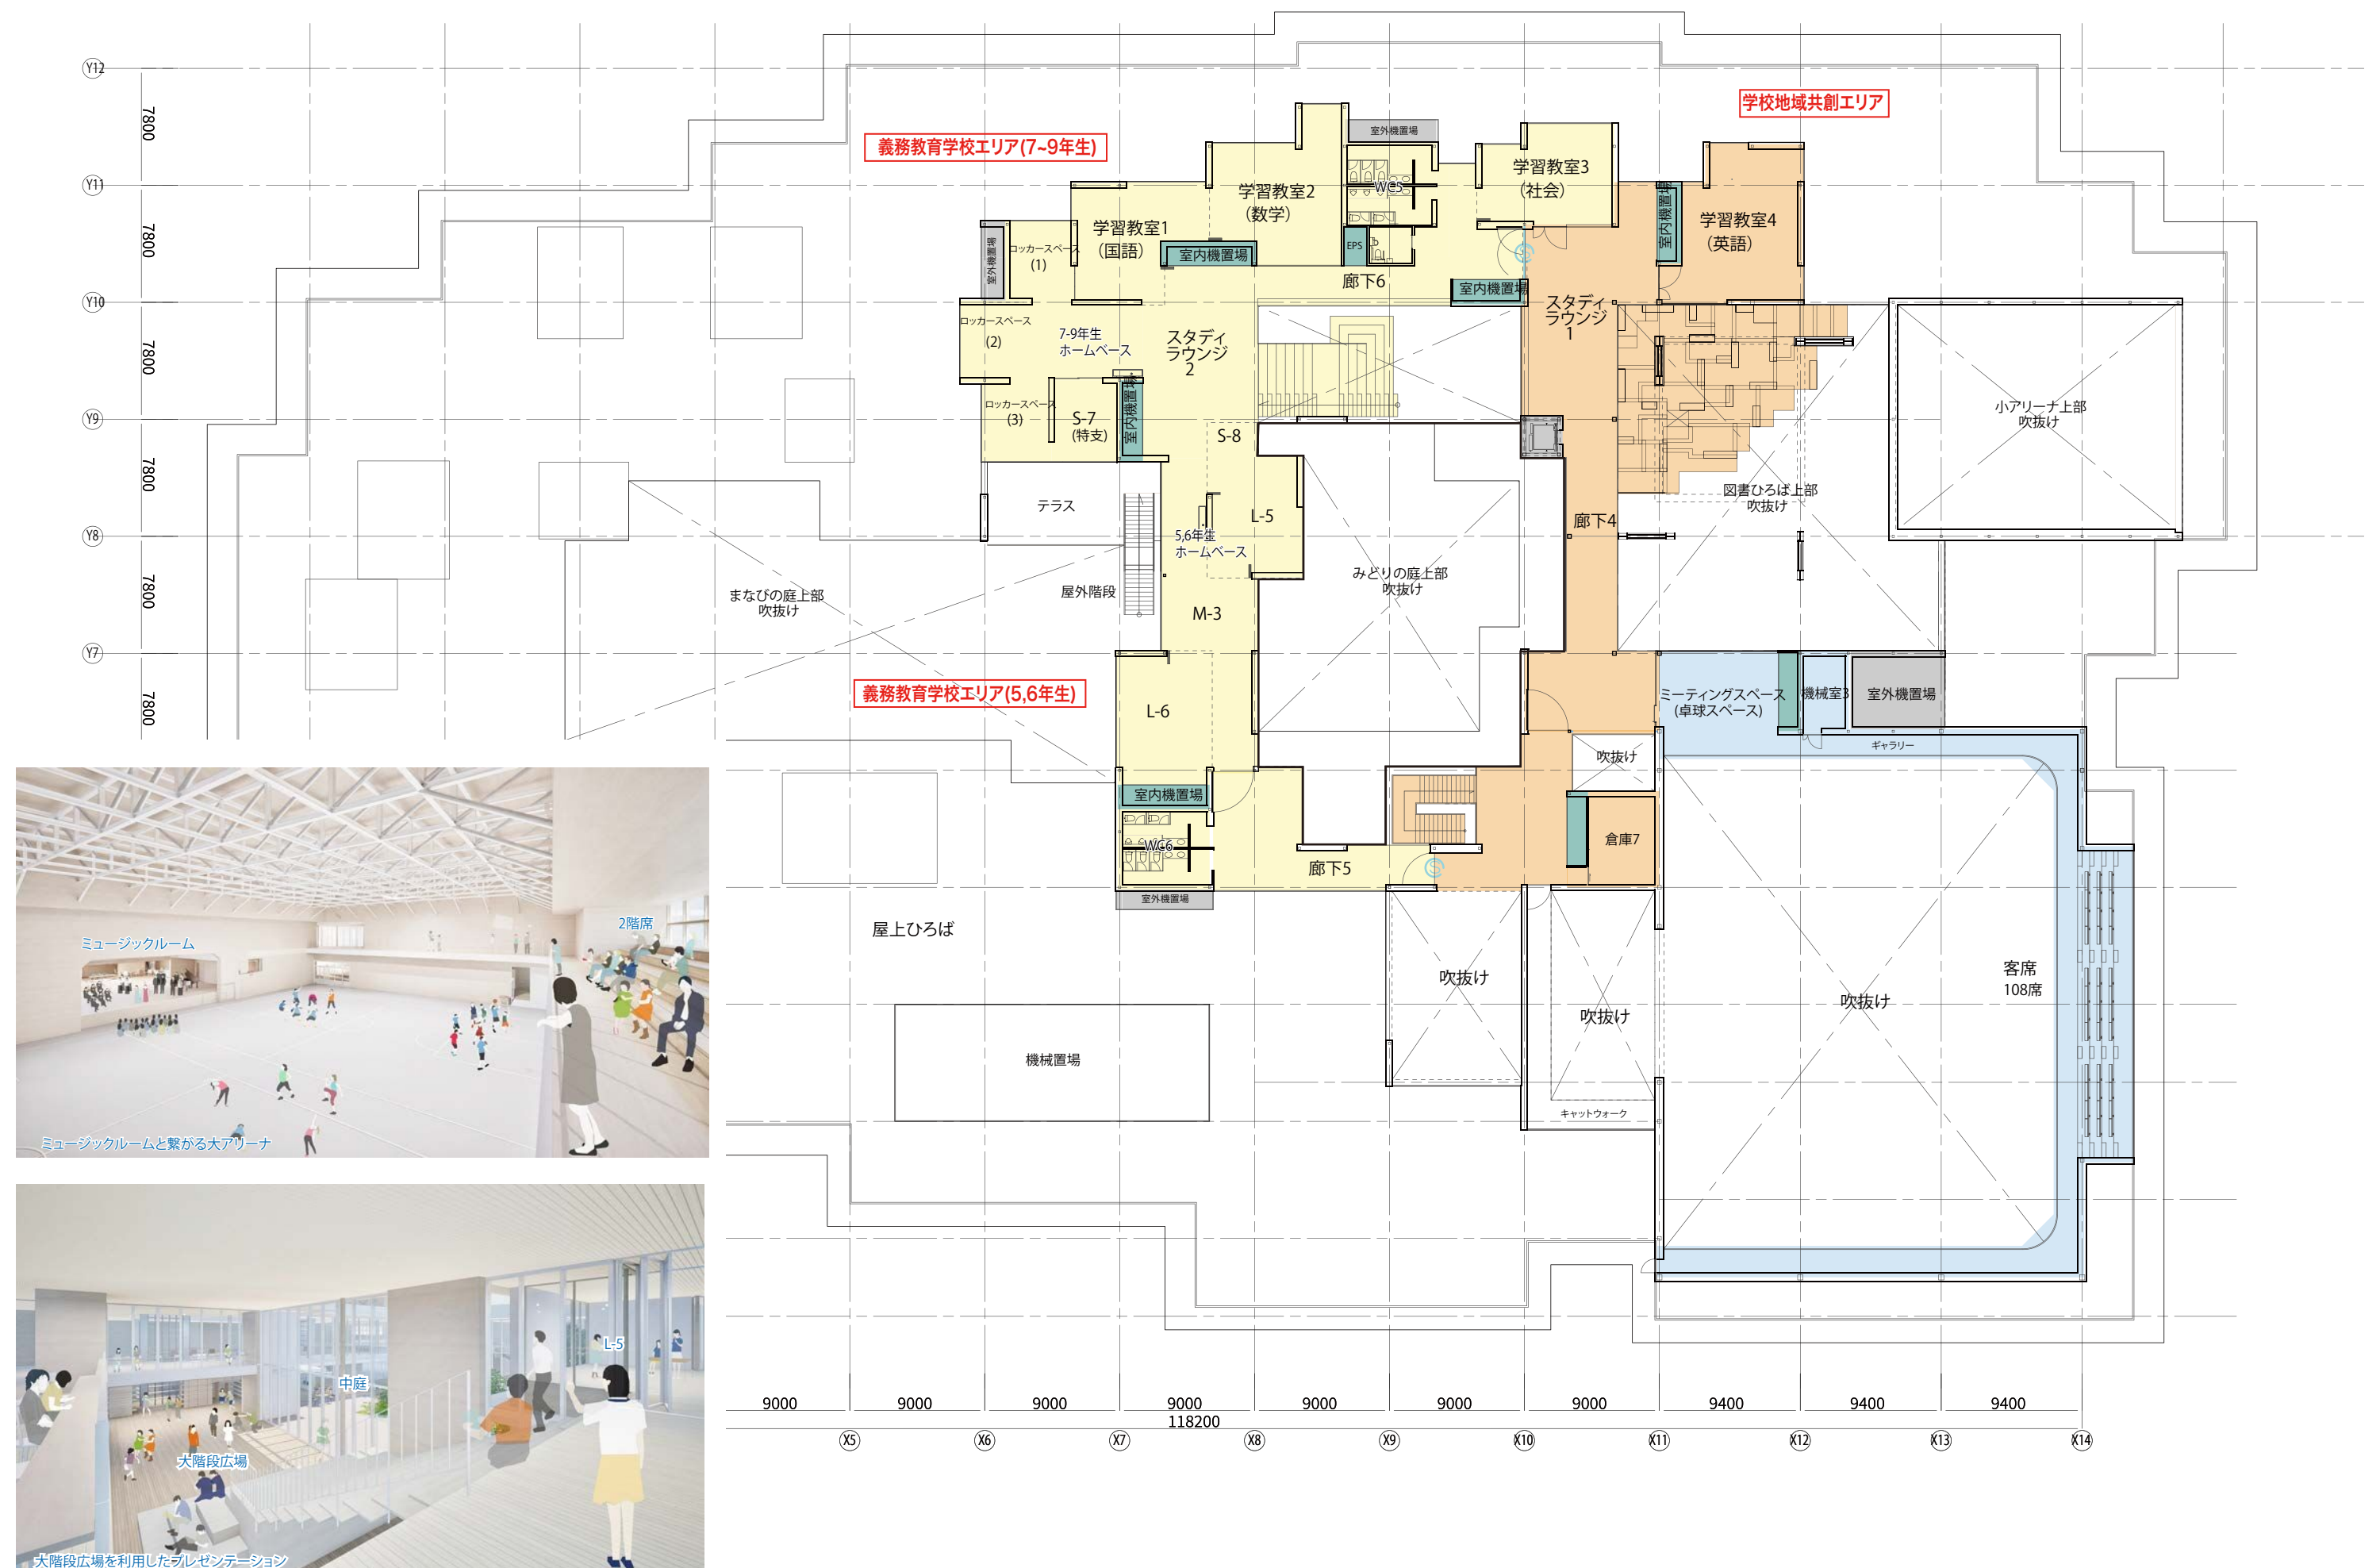 Y12
7800
学校地域共創エリア
室外機置場
義務教育学校エリア(7~9年生)
学習教室3
(社会)
Y11
学習教室2
(数学)
WC5
室内機置場
学習教室4
(英語)
学習教室1
(国語)
7800
ロッカースペース
(1)
室外機置場
室内機置場
EPS
廊下6
室内機置場
Y10
スタディ
ラウンジ
1
ロッカースペース
(2)
7-9年生
ホームベース
スタディ
ラウンジ
2
7800
室内機置場
ロッカースペース
(3)
S-7
(特支)
S-8
小アリーナ上部
吹抜け
Y9
7800
図書ひろば上部
吹抜け
テラス
L-5
廊下4
Y8
5,6年生
ホームベース
みどりの庭上部
吹抜け
7800
まなびの庭上部
吹抜け
屋外階段
M-3
Y7
義務教育学校エリア(5,6年生)
7800
L-6
ミーティングスペース
(卓球スペース)
機械室3
室外機置場
ギャラリー
吹抜け
室内機置場
WC6
倉庫7
廊下5
室外機置場
屋上ひろば
吹抜け
吹抜け
吹抜け
客席
108席
機械置場
キャットウォーク
ミュージックルーム
2階席
ミュージックルームと繋がる大アリーナ
L-5
中庭
大階段広場
大階段広場を利用したプレゼンテーション
9000
9000
9000
9000
9000
9000
9000
9400
9400
9400
118200
X5
X6
X7
X8
X9
X10
X11
X12
X13
X14